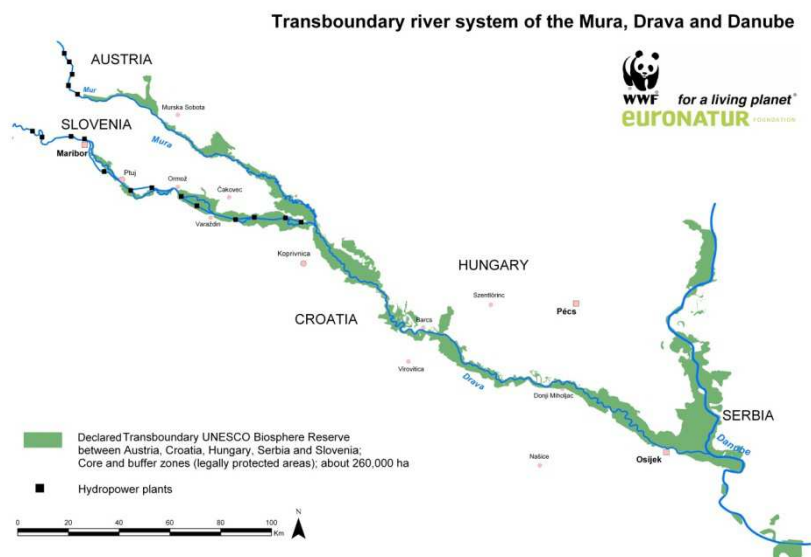 Transboundary river system of the Mura, Drava and Danube
AUSTRIA
WWF
for a living planet®
euronatur FOUNDATION
Mur
Murska Sobota
SLOVENIA
Mura
Maribor
Ptuj
Ormož
Čakovec
Varaždin
Koprivnica
HUNGARY
Szentlőrinc
Pécs
CROATIA
Barcs
Virovitica
Drava
Donji Miholjac
SERBIA
Danube
Declared Transboundary UNESCO Biosphere Reserve
between Austria, Croatia, Hungary, Serbia and Slovenia;
Core and buffer zones (legally protected areas); about 260,000 ha
Našice
Osijek
Hydropower plants
N
0 20 40 60 80 100
Km